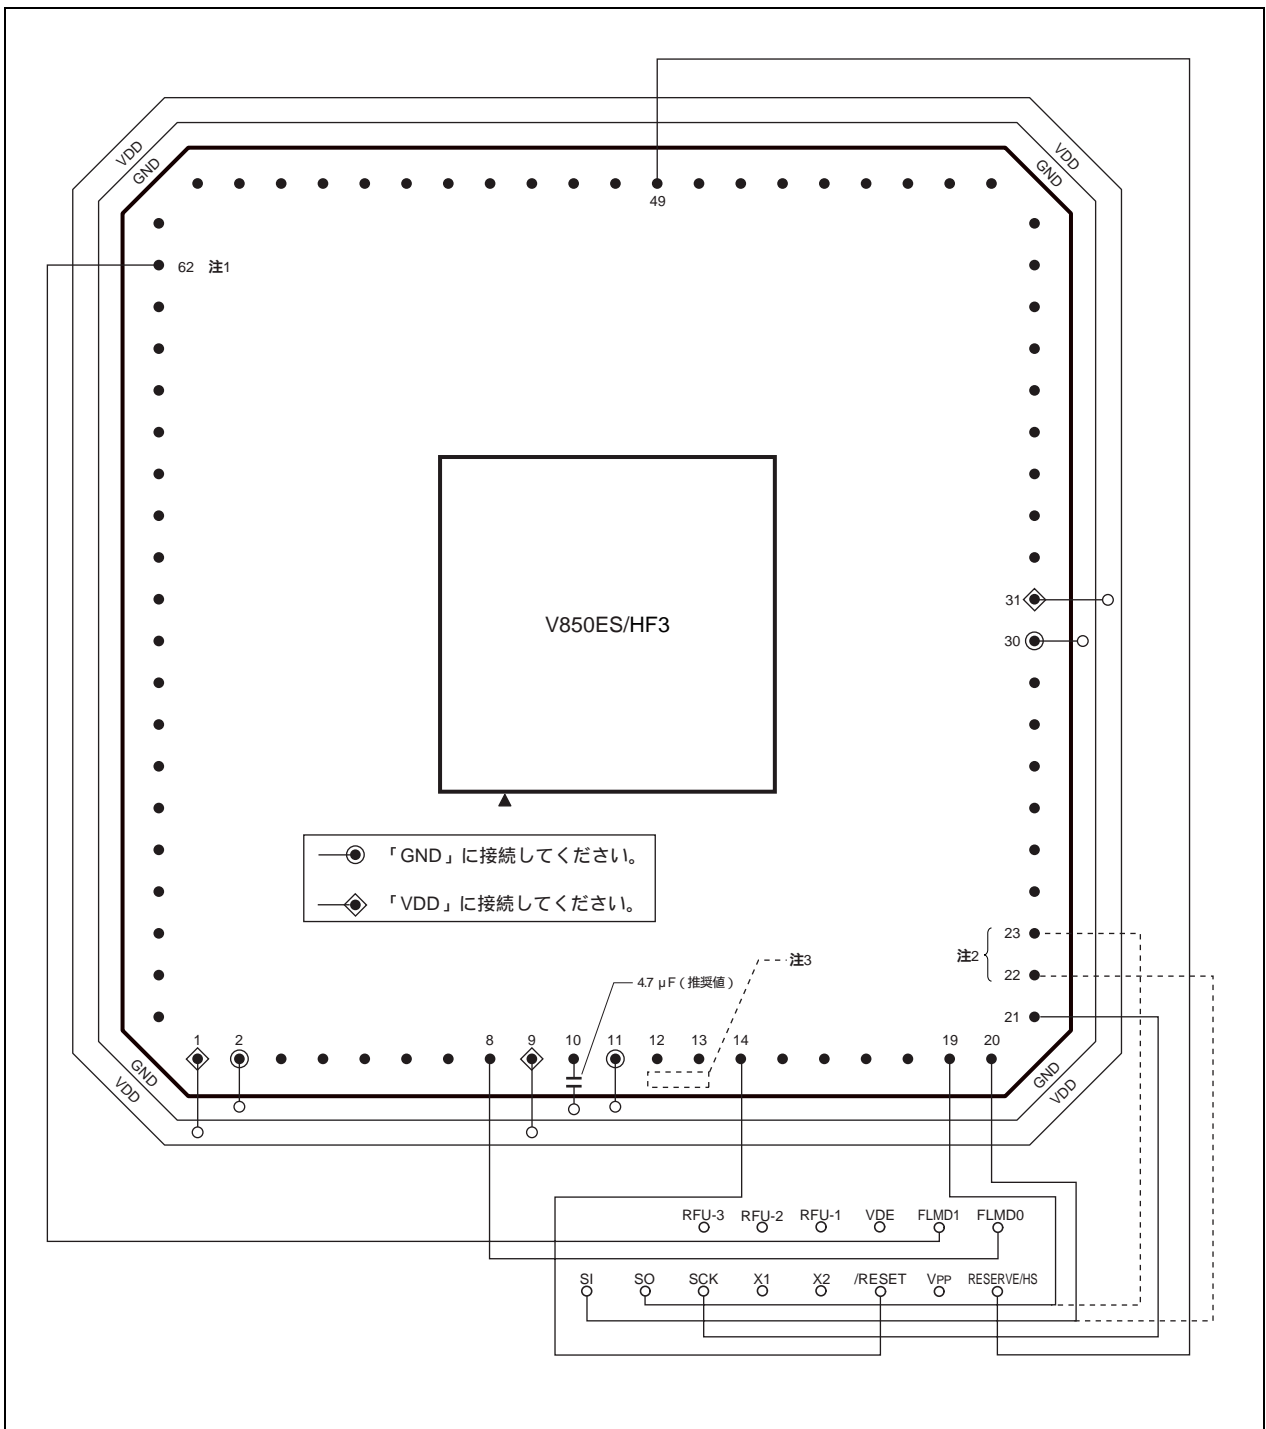 VDD
GND
VDD
GND
49
62 注1
V850ES/HF3
31
30
「GND」に接続してください。
「VDD」に接続してください。
注3
4.7 μF（推奨値）
注2
23
22
21
1
2
8
9
10
11
12
13
14
19
20
GND
VDD
GND
VDD
RFU-3
RFU-2
RFU-1
VDE
FLMD1
FLMD0
SI
SO
SCK
X1
X2
/RESET
VPP
RESERVE/HS